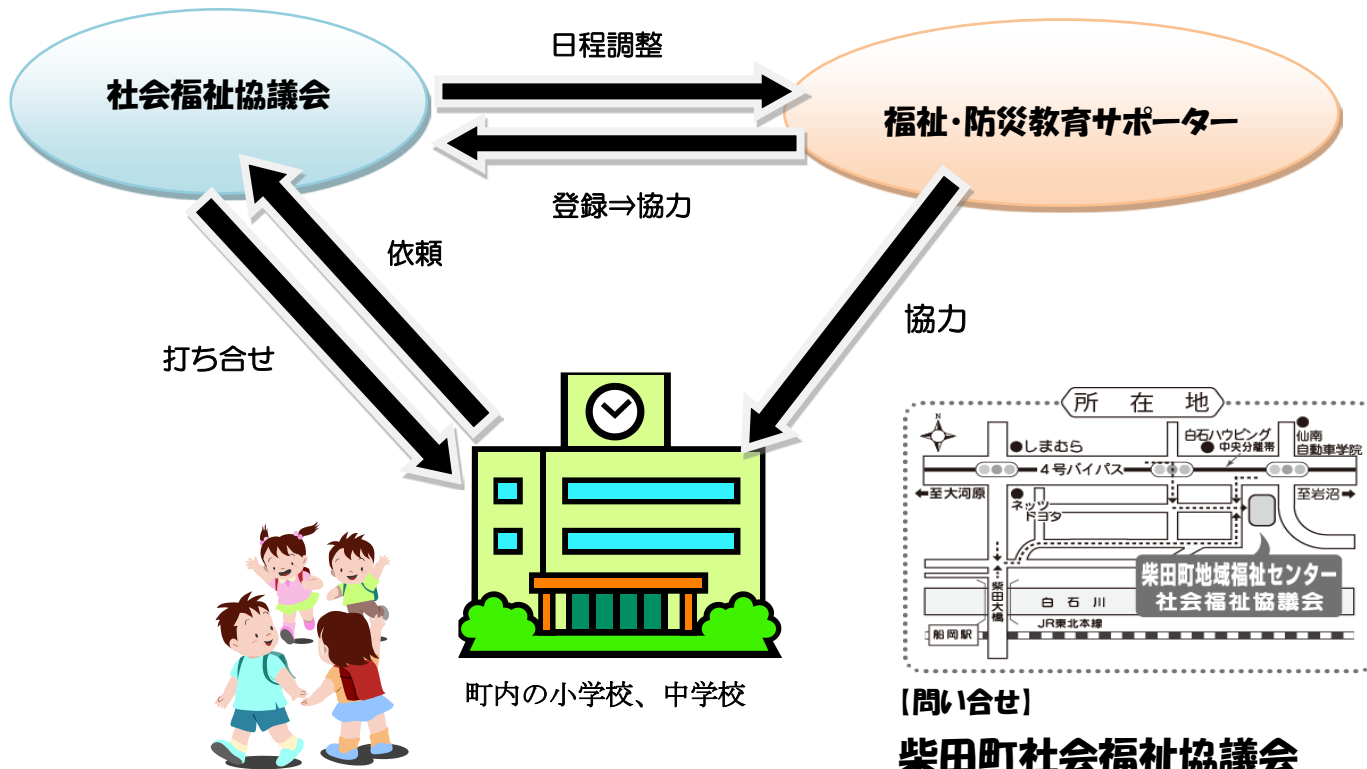 日程調整
社会福祉協議会
福祉・防災教育サポーター
登録⇒協力
依頼
打ち合せ
協力
町内の小学校、中学校
所在地
N
しまむら
白石ハウビング
中央分離帯
仙南
自動車学院
4号バイパス
←至大河原
至岩沼→
ネッツ
トヨタ
柴田町地域福祉センター
社会福祉協議会
柴田大橋
白石川
JR東北本線
船岡駅
【問い合せ】
柴田町社会福祉協議会